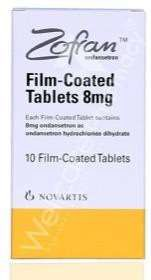 Zofran™
ondansetron
Film-Coated
Tablets 8mg
Each Film-Coated Tablet contains
8mg ondansetron as
ondansetron hydrochloride dihydrate
10 Film-Coated Tablets
NOVARTIS